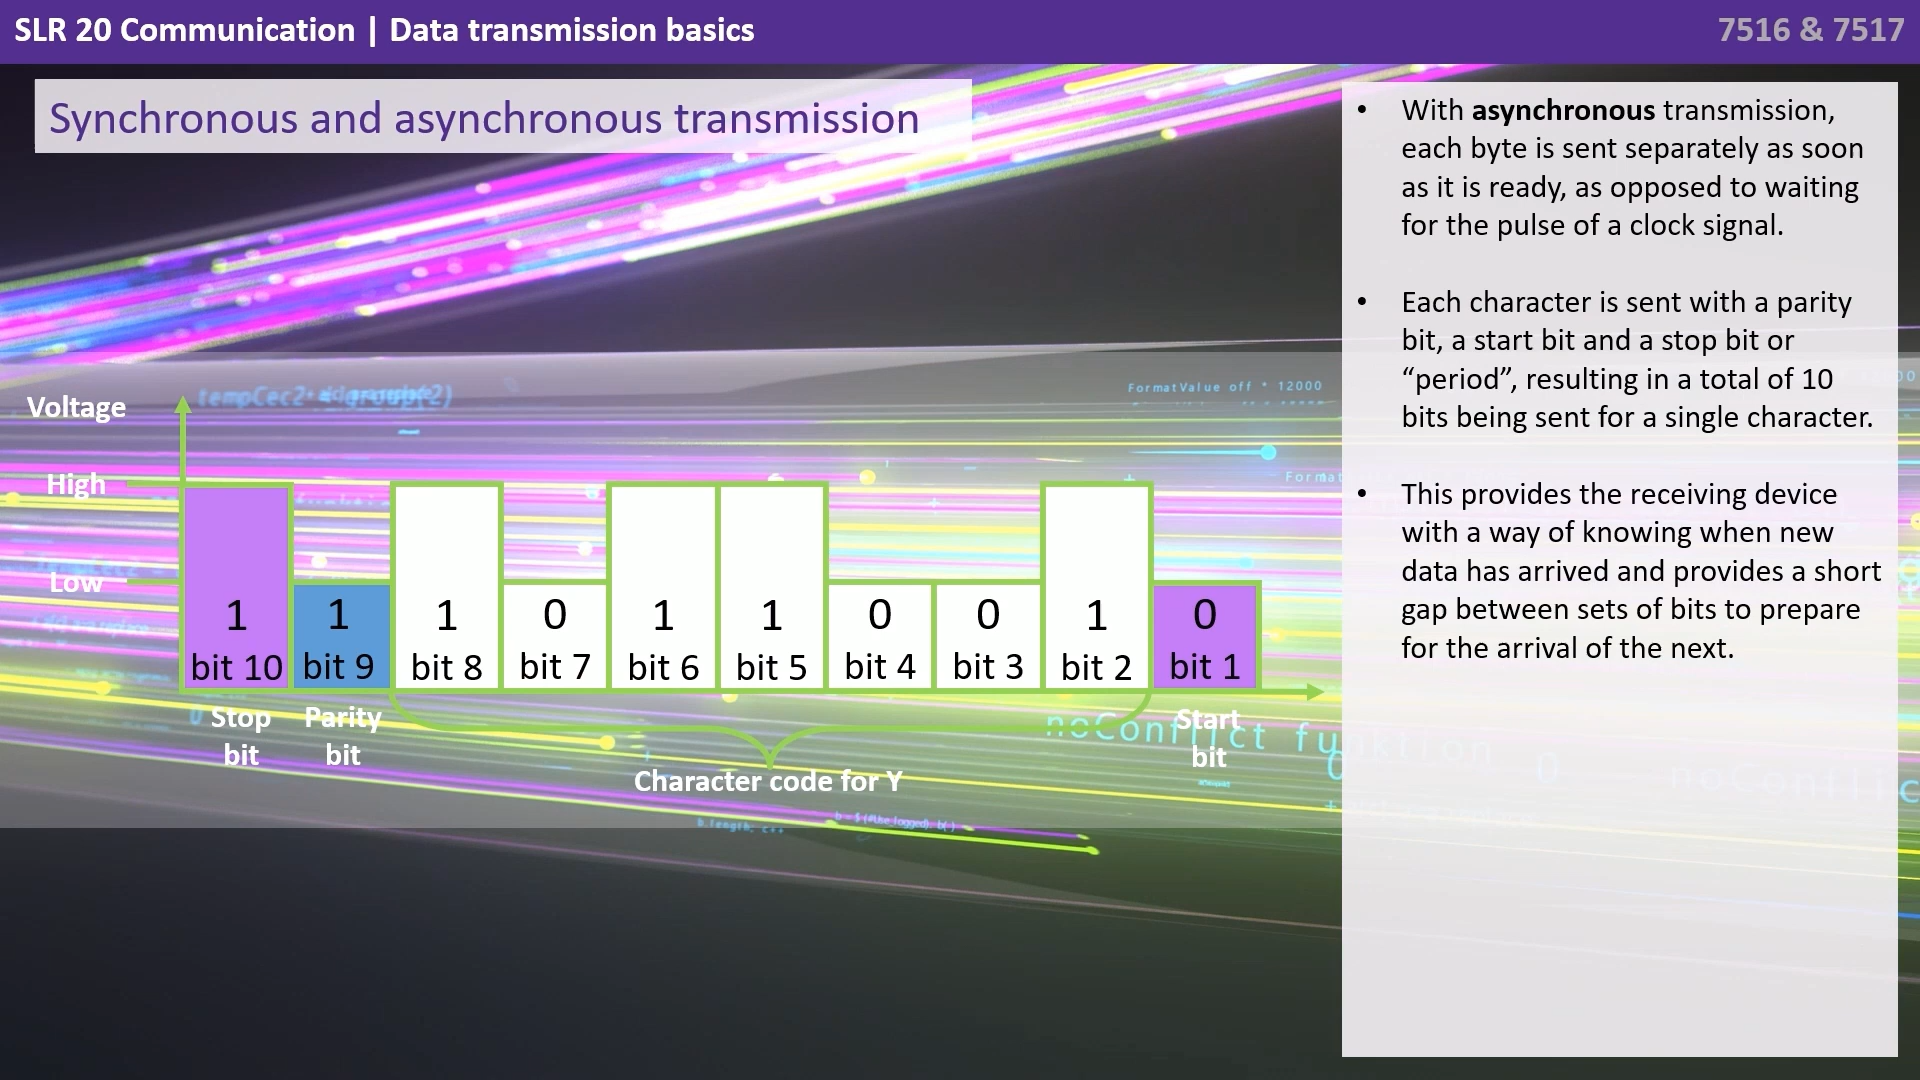 SLR 20 Communication | Data transmission basics
7516 & 7517
Synchronous and asynchronous transmission
• With asynchronous transmission,
each byte is sent separately as soon
as it is ready, as opposed to waiting
for the pulse of a clock signal.
• Each character is sent with a parity
bit, a start bit and a stop bit or
“period”, resulting in a total of 10
bits being sent for a single character.
• This provides the receiving device
with a way of knowing when new
data has arrived and provides a short
gap between sets of bits to prepare
for the arrival of the next.
FormatValue off * 12000
Voltage
High
Low
1 1 1 0 1 1 0 0 1 0
bit 10 bit 9 bit 8 bit 7 bit 6 bit 5 bit 4 bit 3 bit 2 bit 1
Stop
bit
Parity
bit
Start
bit
Character code for Y
noConflict funktion 0
b.length, c++